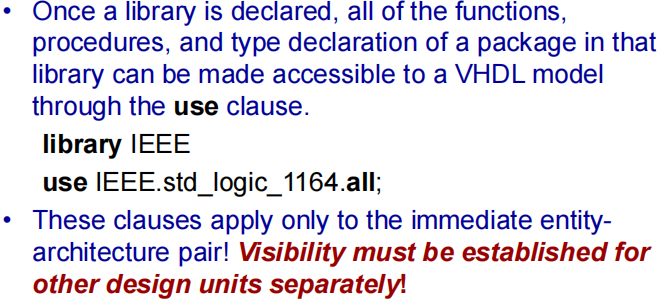 • Once a library is declared, all of the functions,
procedures, and type declaration of a package in that
library can be made accessible to a VHDL model
through the use clause.
library IEEE
use IEEE.std_logic_1164.all;
• These clauses apply only to the immediate entity-
architecture pair! Visibility must be established for
other design units separately!